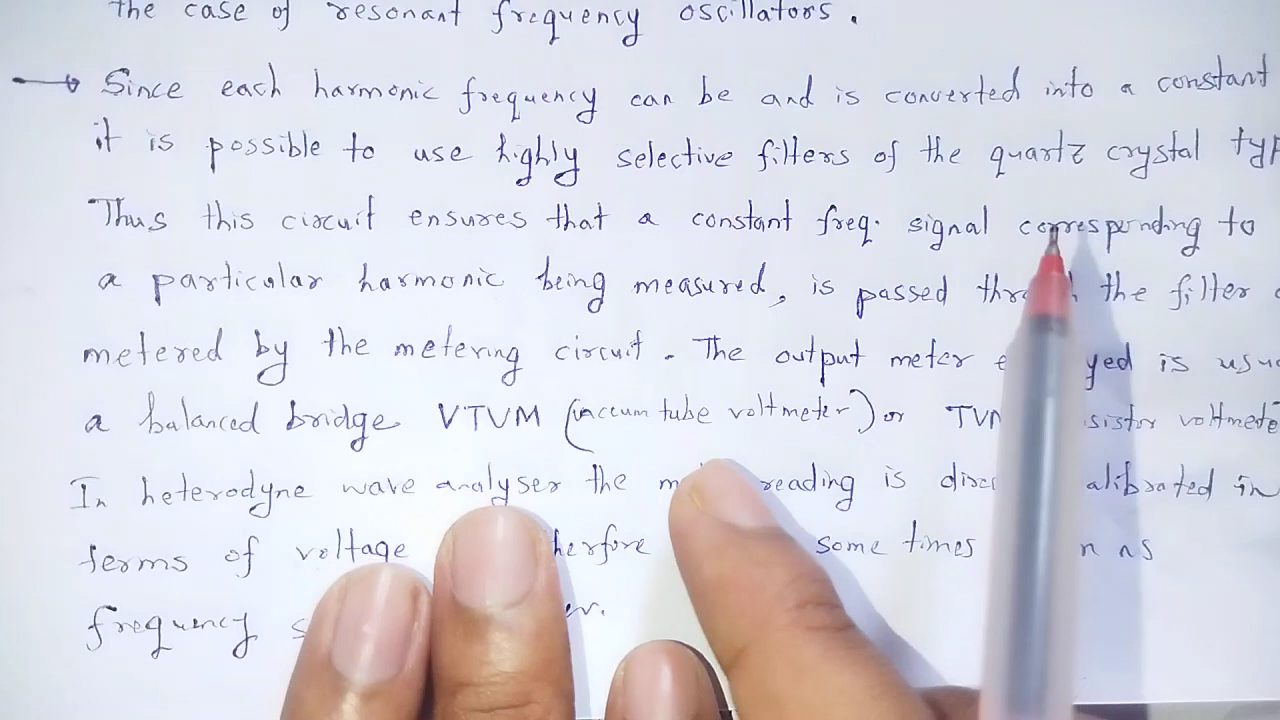 the case of resonant frequency oscillators.
Since each harmonic frequency can be and is converted into a constant
it is possible to use highly selective filters of the quartz crystal
Thus this circuit ensures that a constant freq. signal corresponding to
a particular harmonic being measured, is passed the filter
metered by the metering circuit. The output meter is
a balanced bridge VTVM (vaccum tube voltmeter) or
In heterodyne wave analyser the reading is in
terms of voltage some times as
frequency